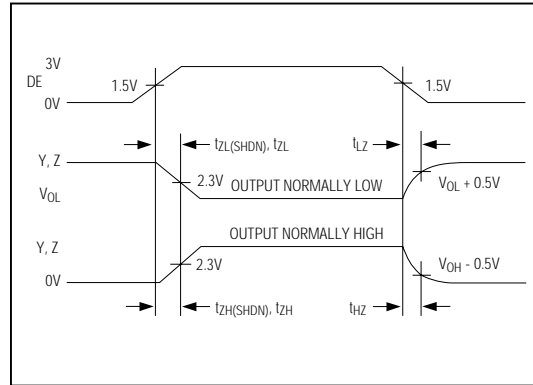 3V
DE
1.5V
1.5V
0V
tZL(SHDN), tZL
tLZ
Y, Z
2.3V
OUTPUT NORMALLY LOW
VOL + 0.5V
VOL
OUTPUT NORMALLY HIGH
Y, Z
2.3V
VOH - 0.5V
0V
tZH(SHDN), tZH
tHZ